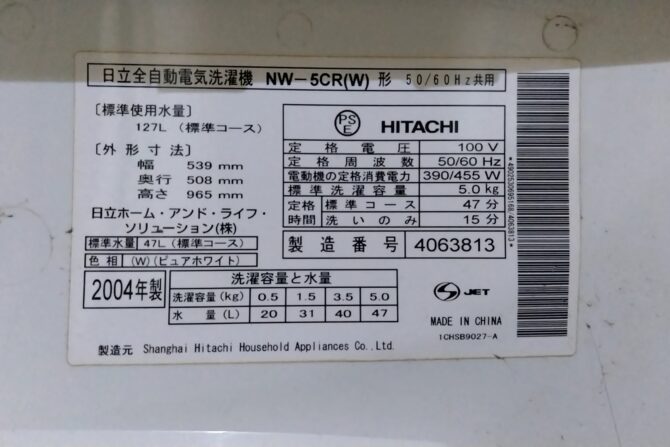 日立全自動電気洗濯機 NW-5CR(W) 形 50/60Hz共用
〔標準使用水量〕
127L (標準コース)
〔外形寸法〕
幅 539 mm
奥行 508 mm
高さ 965 mm
日立ホーム・アンド・ライフ・
ソリューション(株)
標準水量 47L (標準コース)
色相 (W) (ピュアホワイト)
PSE HITACHI
定格電圧 100 V
定格周波数 50/60 Hz
電動機の定格消費電力 390/455 W
標準洗濯容量 5.0 kg
定格時間 標準コース 47分
洗いのみ 15分
製造番号 4063813
2004年製
洗濯容量と水量
洗濯容量(kg) 0.5 1.5 3.5 5.0
水量(L) 20 31 40 47
S JET
MADE IN CHINA
1CHSB9027-A
製造元 Shanghai Hitachi Household Appliances Co.,Ltd.